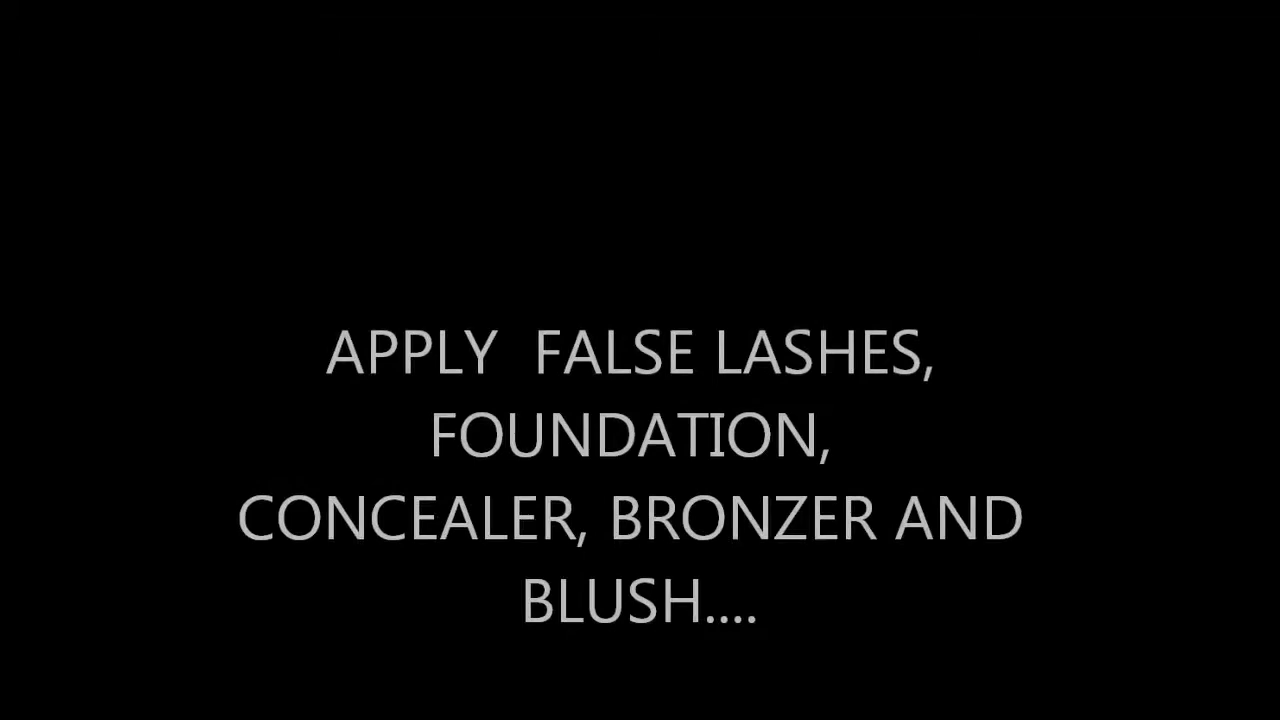 APPLY  FALSE LASHES,
FOUNDATION,
CONCEALER, BRONZER AND
BLUSH....